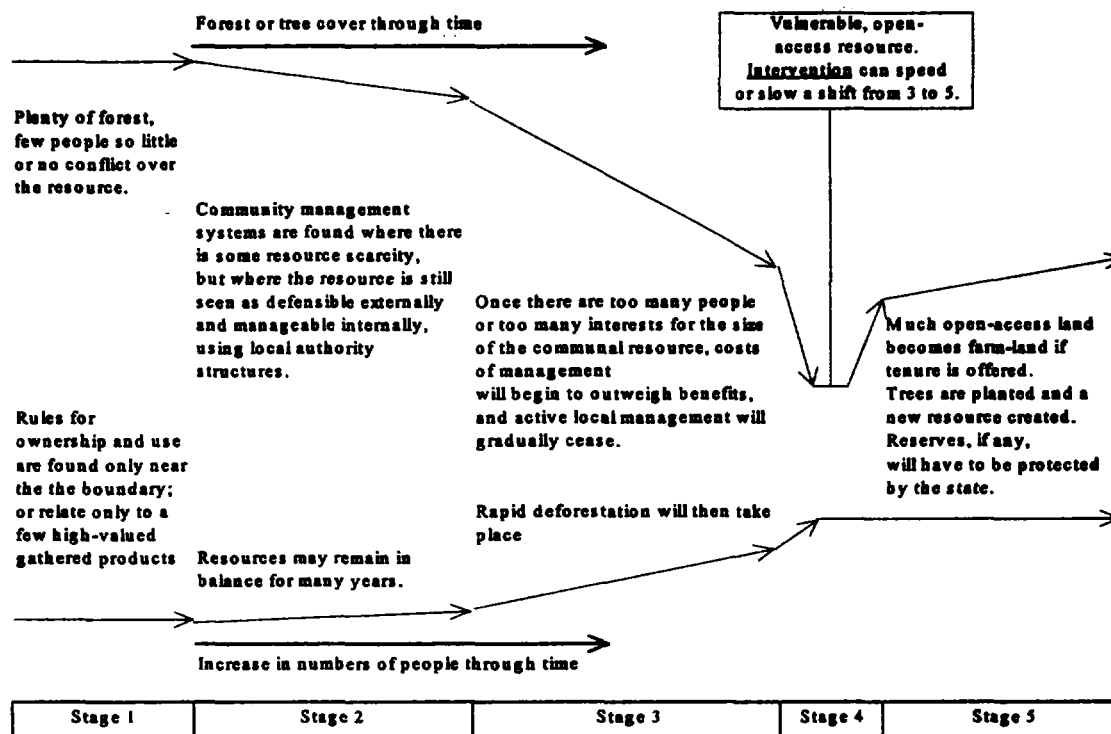 Forest or tree cover through time
Vulnerable, open-
access resource.
Intervention can speed
or slow a shift from 3 to 5.
Plenty of forest,
few people so little
or no conflict over
the resource.
Community management
systems are found where there
is some resource scarcity,
but where the resource is still
seen as defensible externally
and manageable internally,
using local authority
structures.
Once there are too many people
or too many interests for the size
of the communal resource, costs
of management
will begin to outweigh benefits,
and active local management will
gradually cease.
Much open-access land
becomes farm-land if
tenure is offered.
Trees are planted and a
new resource created.
Reserves, if any,
will have to be protected
by the state.
Rules for
ownership and use
are found only near
the the boundary;
or relate only to a
few high-valued
gathered products
Resources may remain in
balance for many years.
Rapid deforestation will then take
place
Increase in numbers of people through time
Stage 1
Stage 2
Stage 3
Stage 4
Stage 5